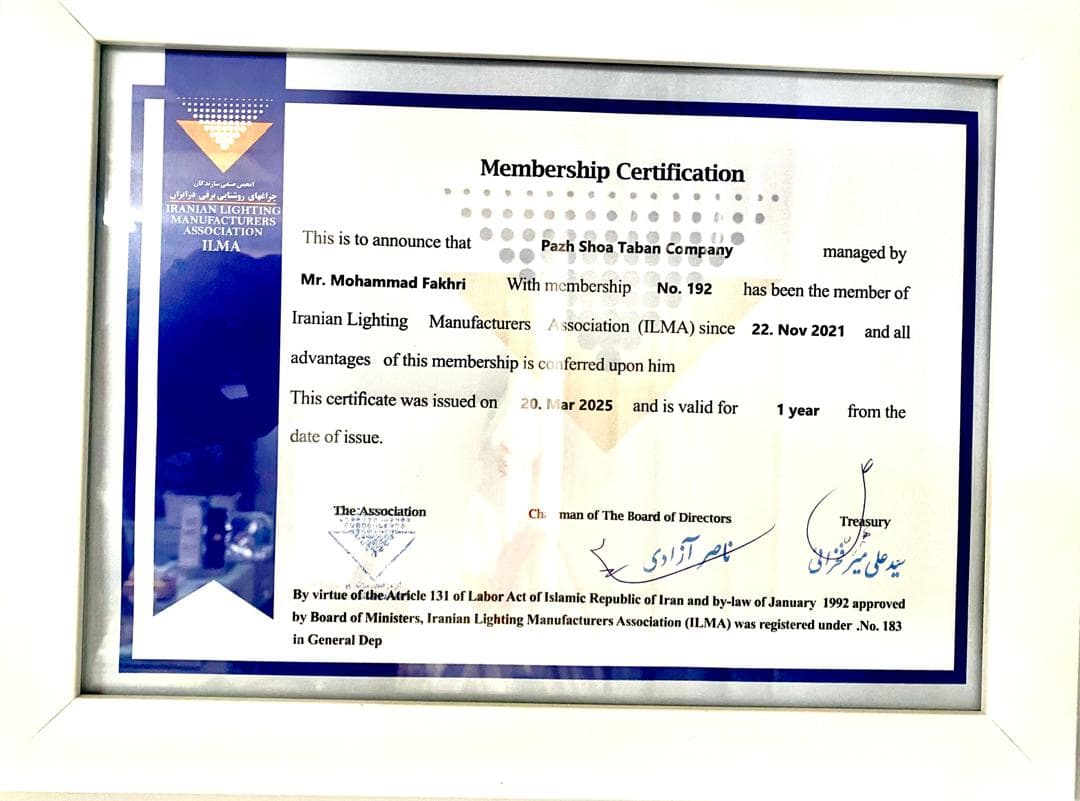 انجمن صنفی سازندگان
چراغهای روشنایی برقی در ایران
IRANIAN LIGHTING
MANUFACTURERS
ASSOCIATION
ILMA
Membership Certification
This is to announce that Pazh Shoa Taban Company managed by
Mr. Mohammad Fakhri With membership No. 192 has been the member of
Iranian Lighting Manufacturers Association (ILMA) since 22. Nov 2021 and all
advantages of this membership is conferred upon him
This certificate was issued on 20. Mar 2025 and is valid for 1 year from the
date of issue.
The Association
Ch man of The Board of Directors
Treasury
ناصر آزادی
سید علی میرقزانی
By virtue of the Atricle 131 of Labor Act of Islamic Republic of Iran and by-law of January 1992 approved
by Board of Ministers, Iranian Lighting Manufacturers Association (ILMA) was registered under .No. 183
in General Dep